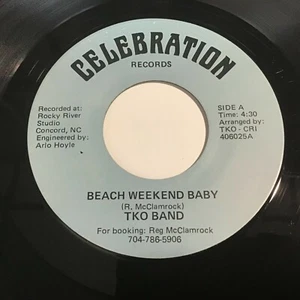 CELEBRATION
RECORDS
Recorded at:
Rocky River
Studio
Concord, NC
Engineered by:
Arlo Hoyle
SIDE A
Time: 4:30
Arranged by:
TKO - CRI
406025A
BEACH WEEKEND BABY
(R. McClamrock)
TKO BAND
For booking: Reg McClamrock
704-786-5906